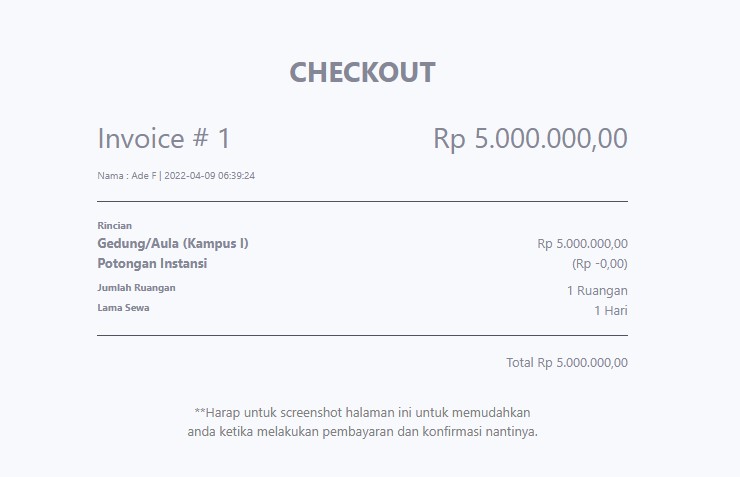 CHECKOUT
Invoice # 1 Rp 5.000.000,00
Nama : Ade F | 2022-04-09 06:39:24
Rincian
Gedung/Aula (Kampus I) Rp 5.000.000,00
Potongan Instansi (Rp -0,00)
Jumlah Ruangan 1 Ruangan
Lama Sewa 1 Hari
Total Rp 5.000.000,00
**Harap untuk screenshot halaman ini untuk memudahkan
anda ketika melakukan pembayaran dan konfirmasi nantinya.